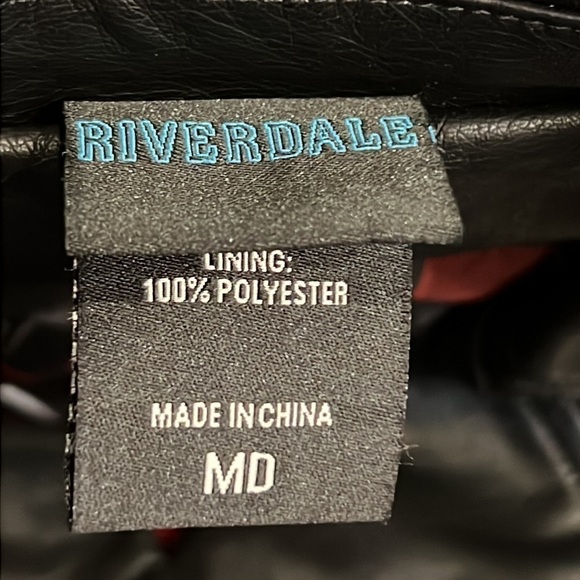 RIVERDALE
LINING:
100% POLYESTER
MADE IN CHINA
MD